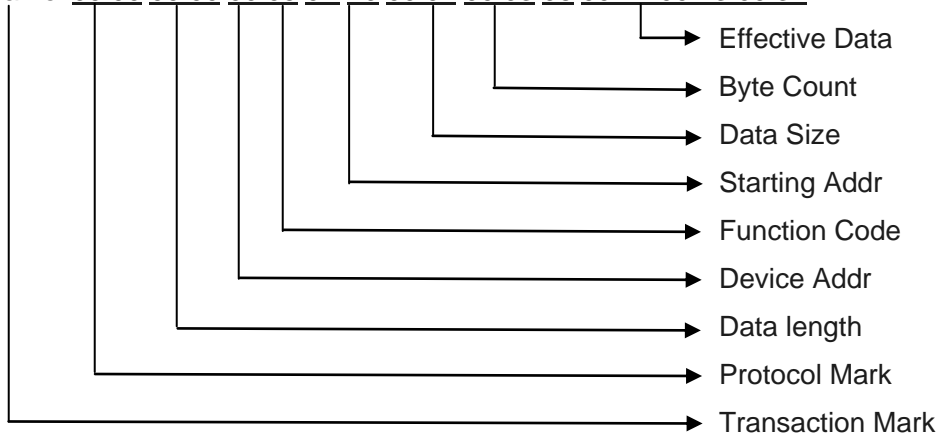 Effective Data
Byte Count
Data Size
Starting Addr
Function Code
Device Addr
Data length
Protocol Mark
Transaction Mark